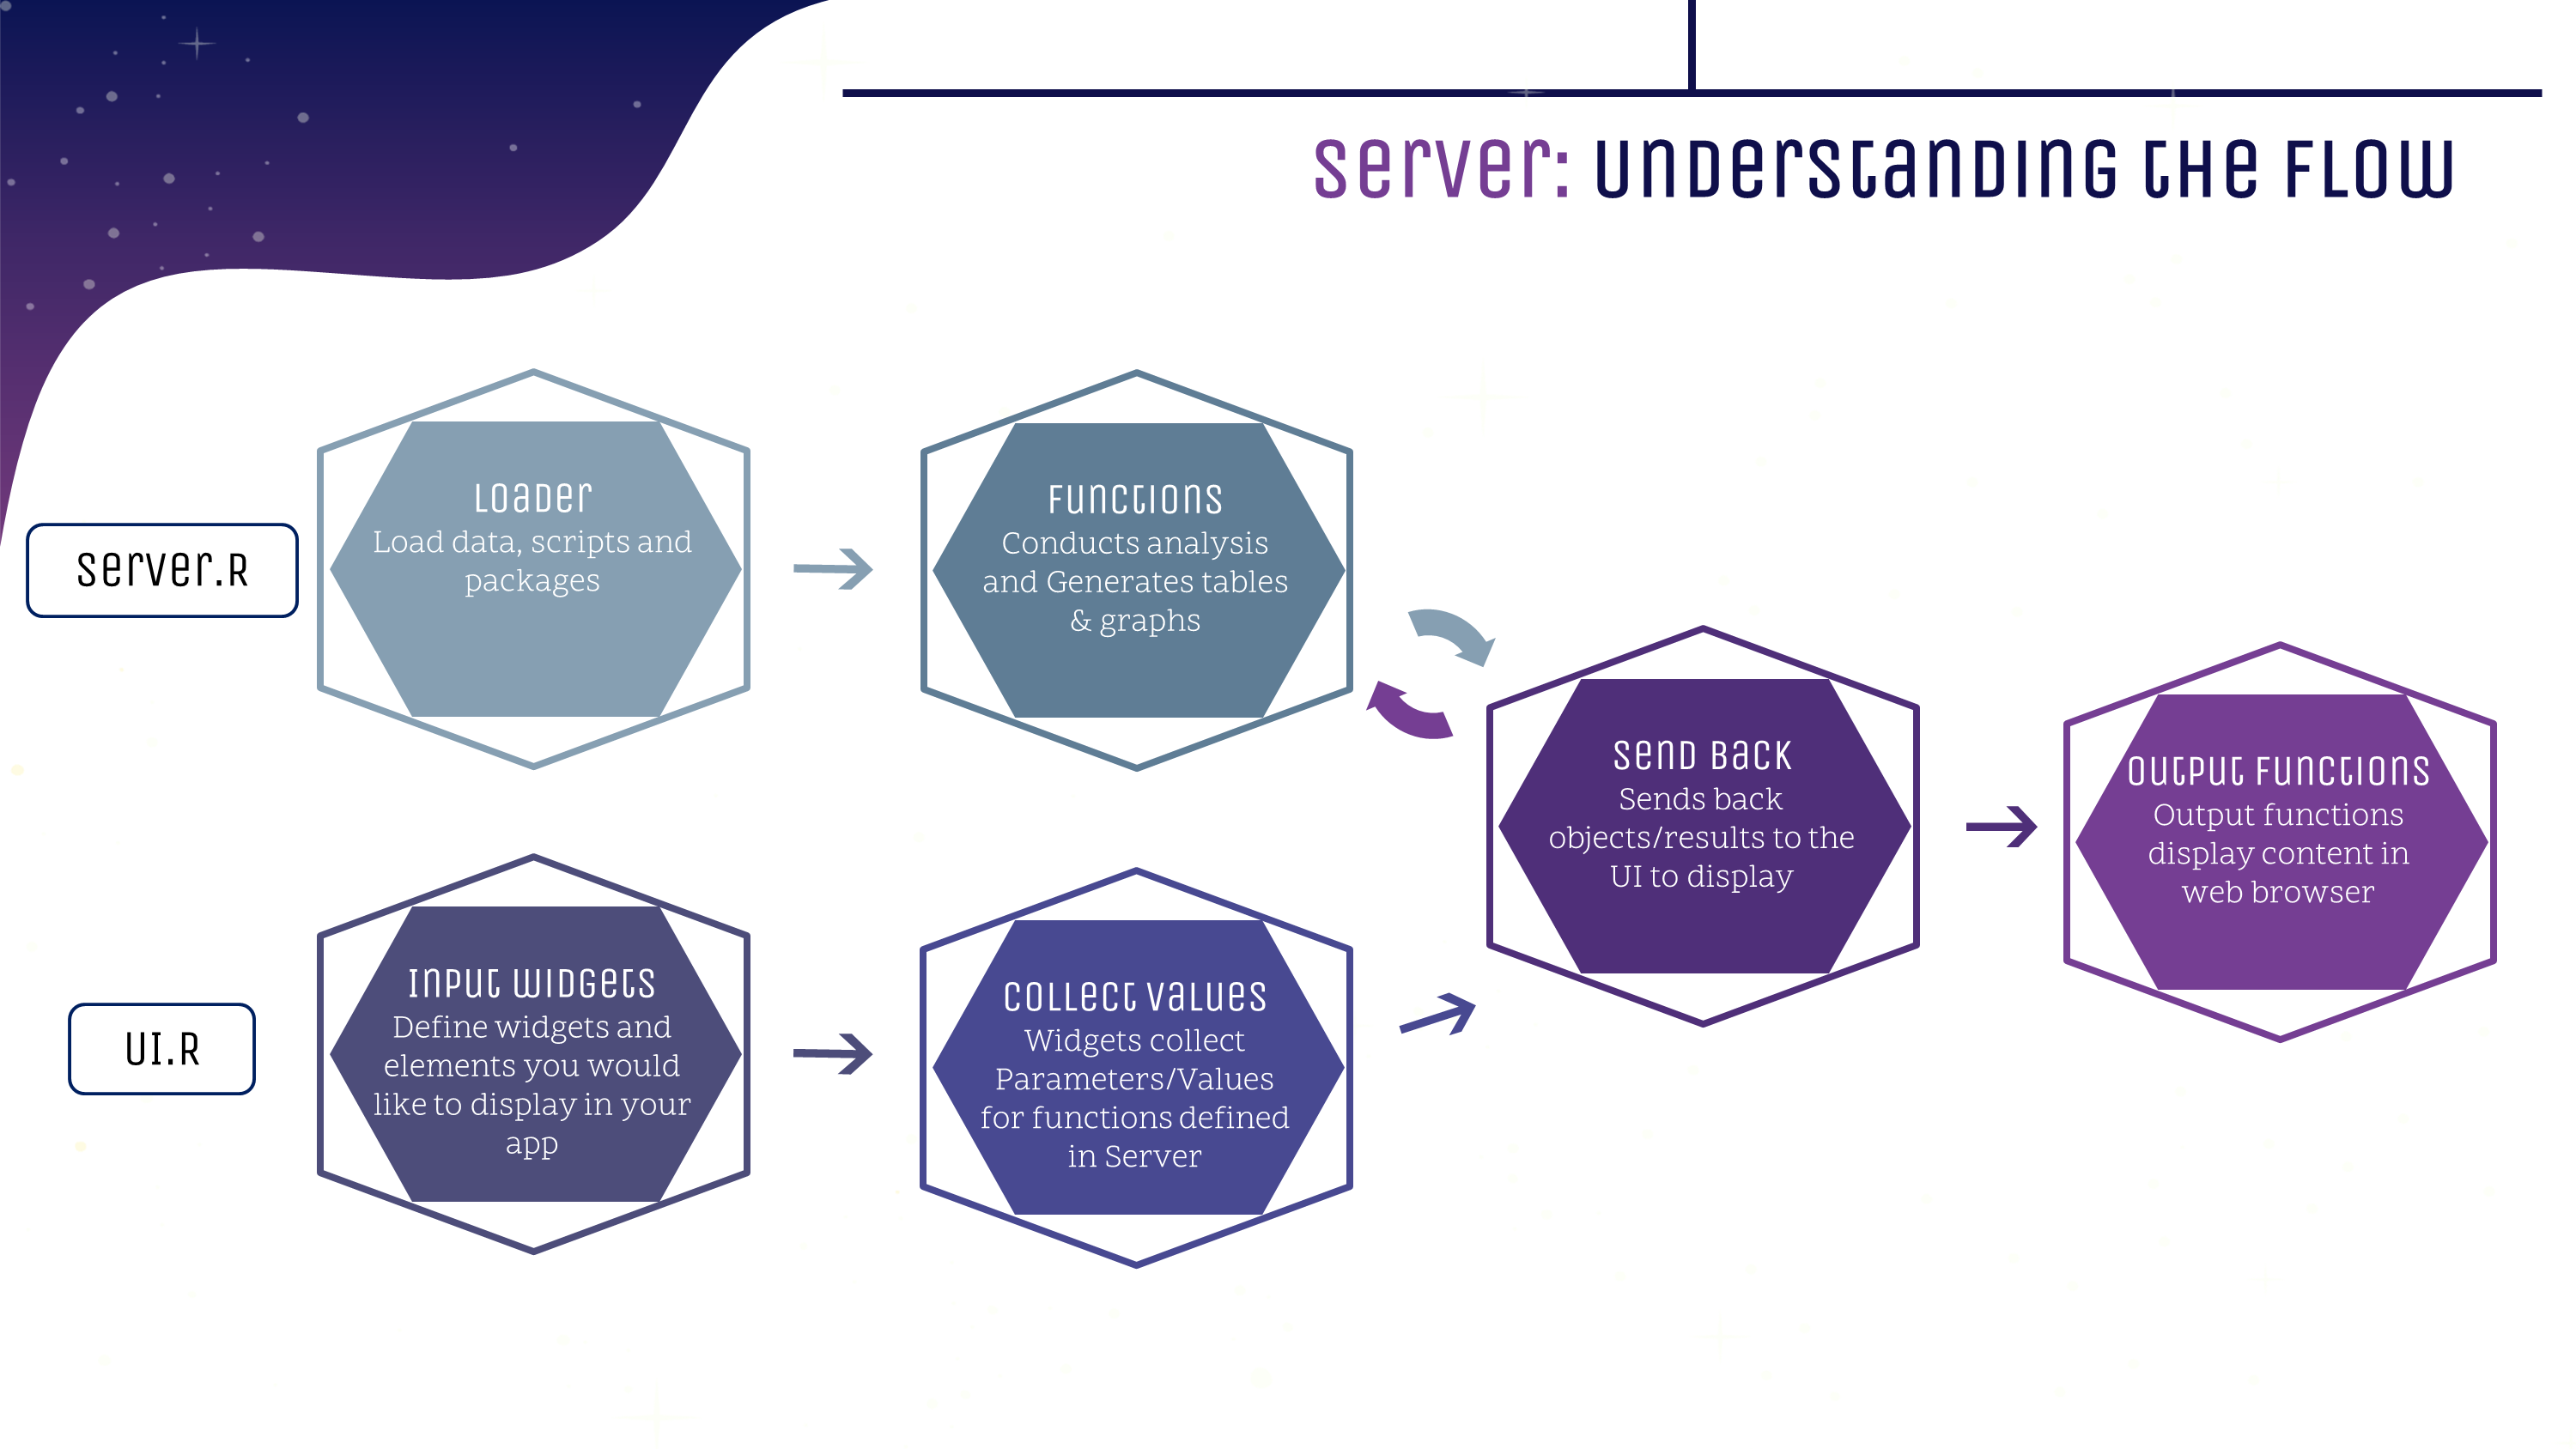 Server: Understanding the Flow
Server.R
Loader
Load data, scripts and
packages
Functions
Conducts analysis
and Generates tables
& graphs
Send Back
Sends back
objects/results to the
UI to display
Output Functions
Output functions
display content in
web browser
UI.R
Input Widgets
Define widgets and
elements you would
like to display in your
app
Collect Values
Widgets collect
Parameters/Values
for functions defined
in Server